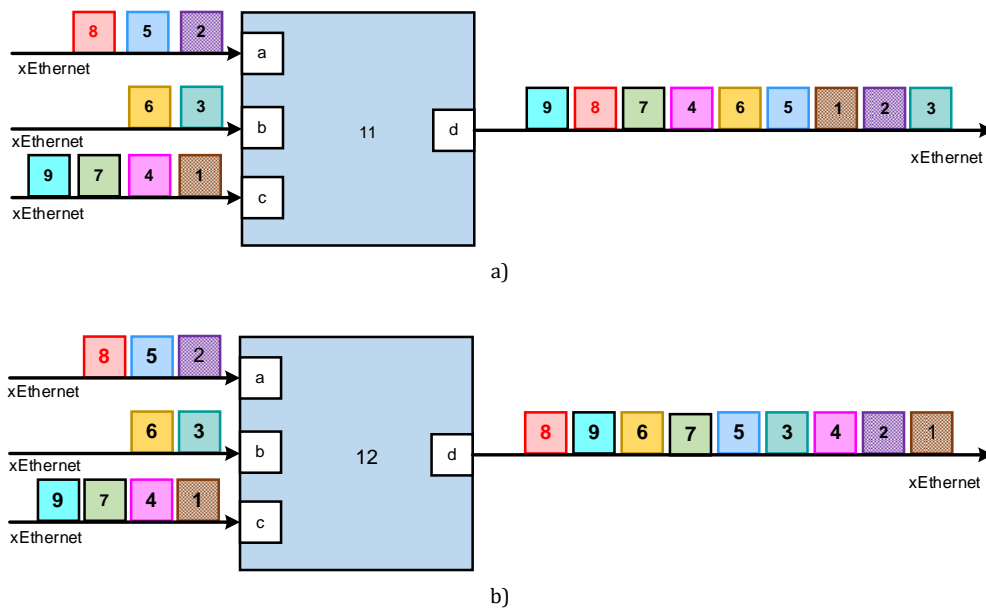 8 5 2
xEthernet
a
6 3
xEthernet
b
11
d
9 8 7 4 6 5 1 2 3
xEthernet
9 7 4 1
xEthernet
c
a)
8 5 2
xEthernet
a
6 3
xEthernet
b
12
d
8 9 6 7 5 3 4 2 1
xEthernet
9 7 4 1
xEthernet
c
b)